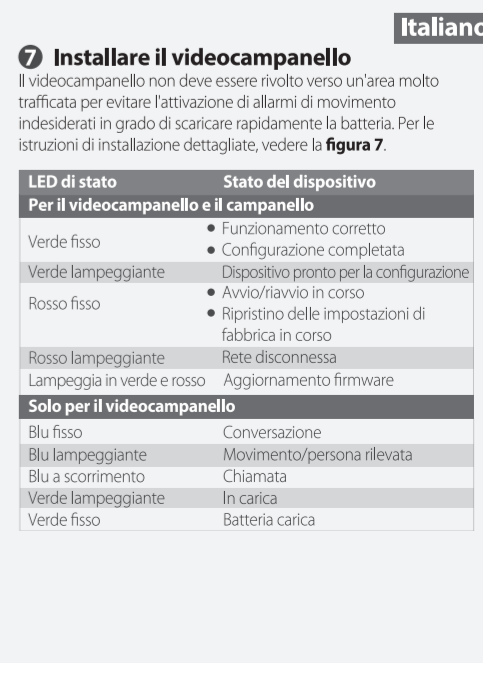 Italiano
7 Installare il videocampanello
Il videocampanello non deve essere rivolto verso un'area molto
trafficata per evitare l'attivazione di allarmi di movimento
indesiderati in grado di scaricare rapidamente la batteria. Per le
istruzioni di installazione dettagliate, vedere la figura 7.
LED di stato Stato del dispositivo
Per il videocampanello e il campanello
Verde fisso
● Funzionamento corretto
● Configurazione completata
Verde lampeggiante Dispositivo pronto per la configurazione
Rosso fisso
● Avvio/riavvio in corso
● Ripristino delle impostazioni di
fabbrica in corso
Rosso lampeggiante Rete disconnessa
Lampeggia in verde e rosso Aggiornamento firmware
Solo per il videocampanello
Blu fisso Conversazione
Blu lampeggiante Movimento/persona rilevata
Blu a scorrimento Chiamata
Verde lampeggiante In carica
Verde fisso Batteria carica